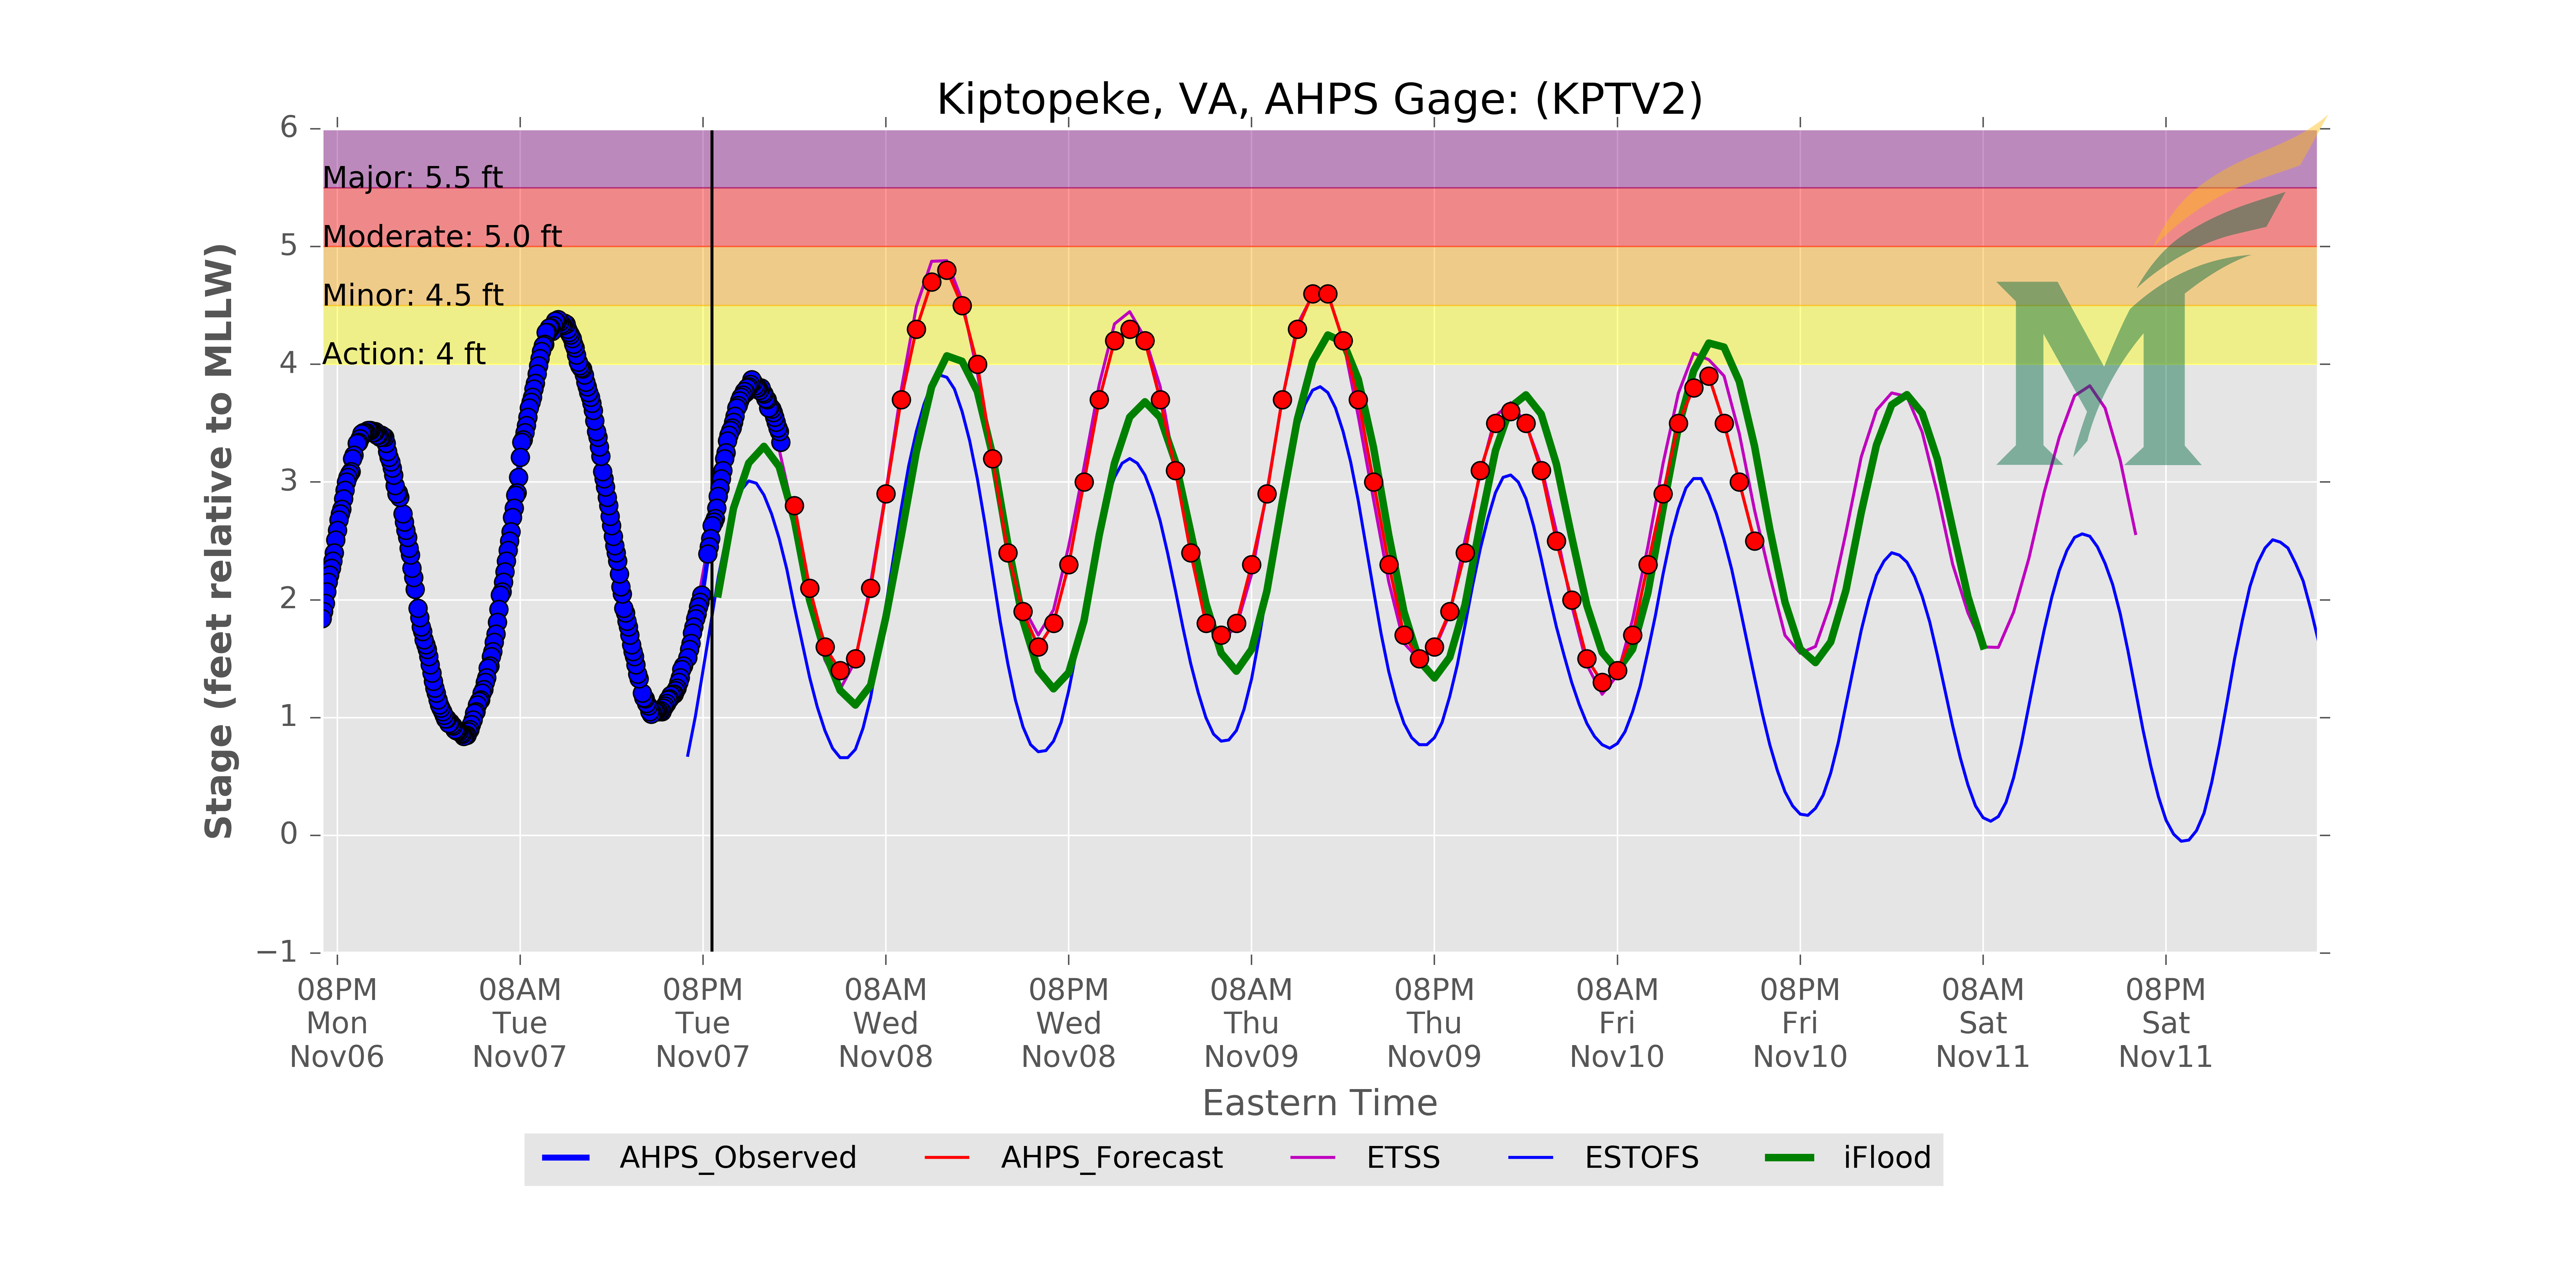 Kiptopeke, VA, AHPS Gage: (KPTV2)
6
5
4
3
2
1
0
−1
Stage (feet relative to MLLW)
Major: 5.5 ft
Moderate: 5.0 ft
Minor: 4.5 ft
Action: 4 ft
M
08PM Mon Nov06
08AM Tue Nov07
08PM Tue Nov07
08AM Wed Nov08
08PM Wed Nov08
08AM Thu Nov09
08PM Thu Nov09
08AM Fri Nov10
08PM Fri Nov10
08AM Sat Nov11
08PM Sat Nov11
Eastern Time
AHPS_Observed AHPS_Forecast ETSS ESTOFS iFlood